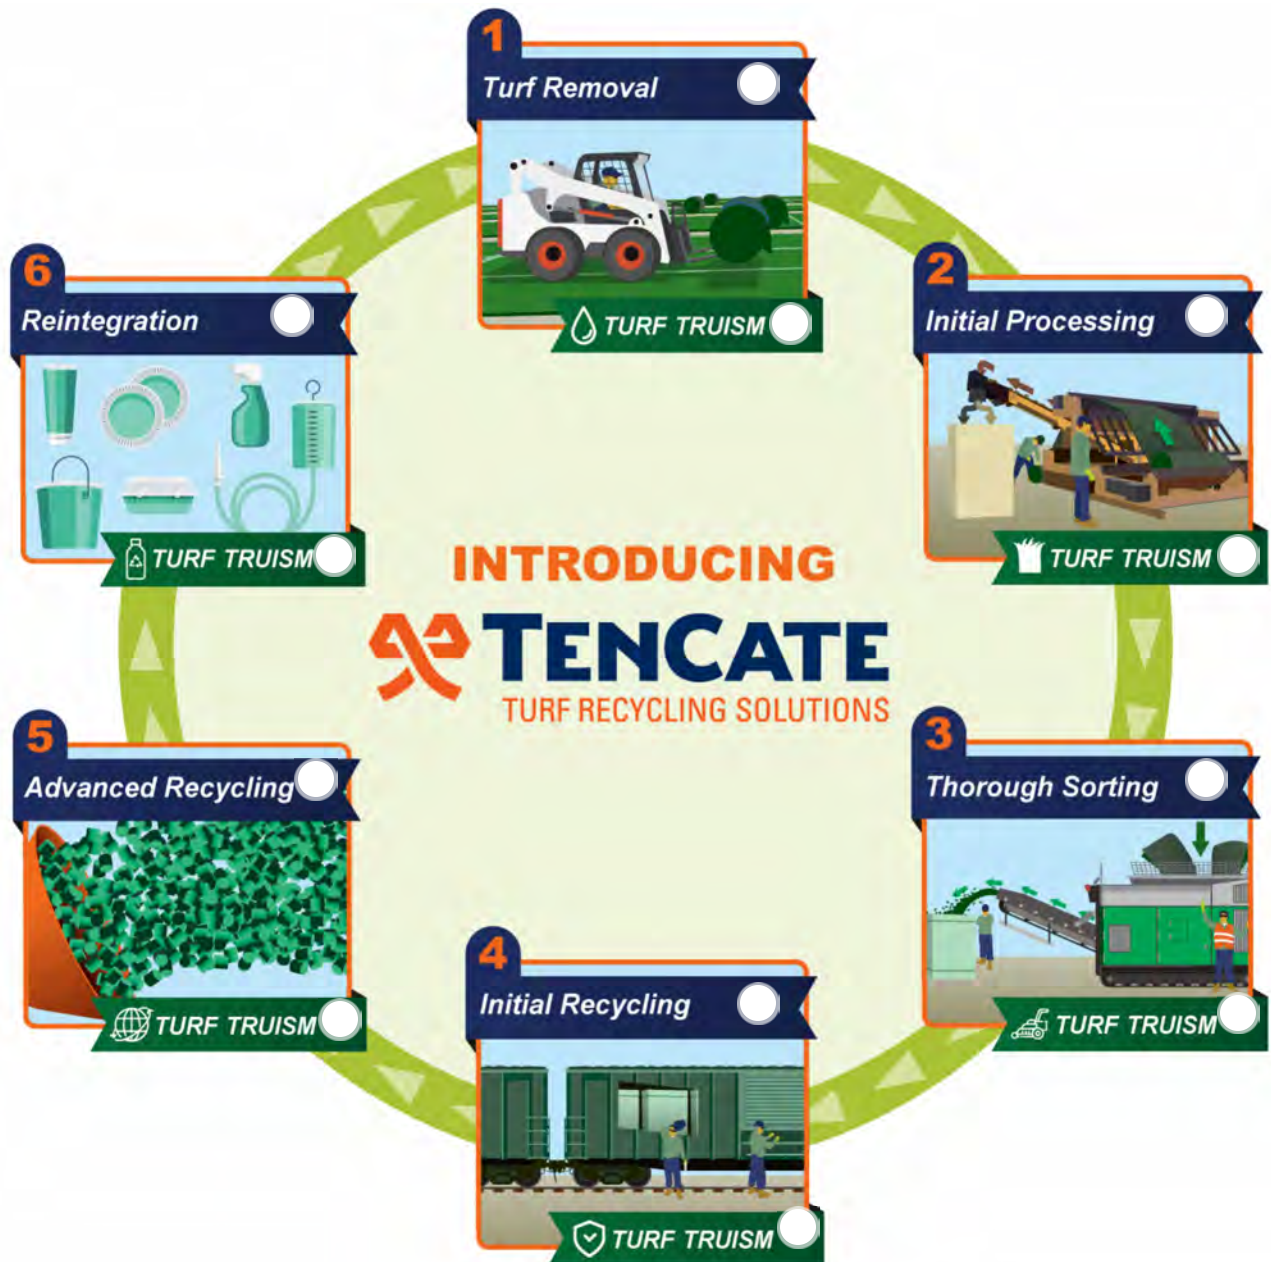 1
Turf Removal
TURF TRUISM
2
Initial Processing
TURF TRUISM
3
Thorough Sorting
TURF TRUISM
4
Initial Recycling
TURF TRUISM
5
Advanced Recycling
TURF TRUISM
6
Reintegration
TURF TRUISM
INTRODUCING
TENCATE
TURF RECYCLING SOLUTIONS